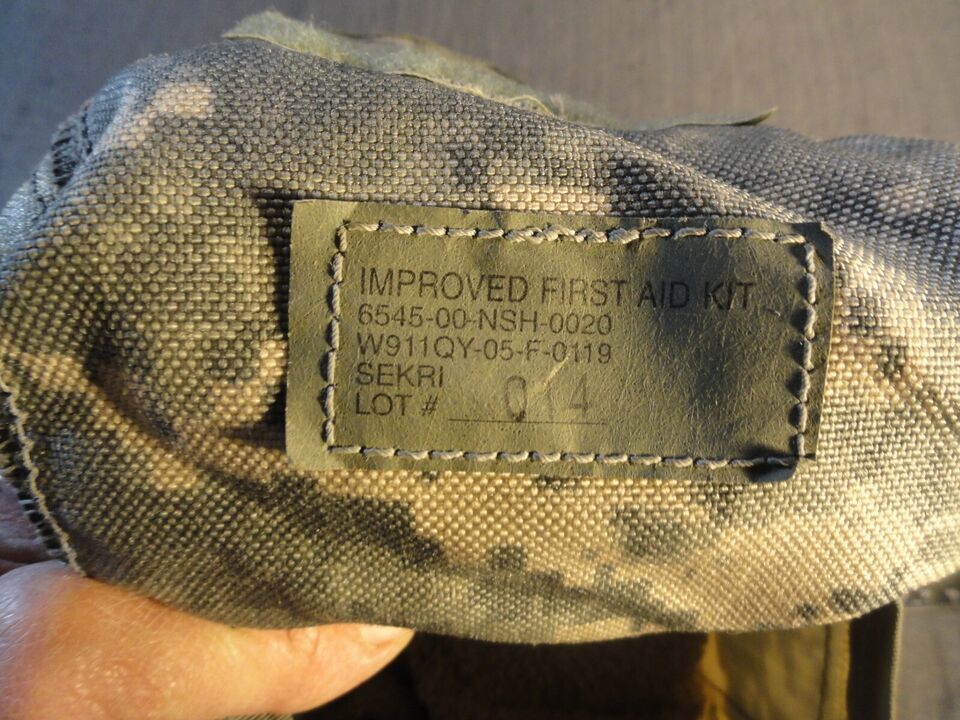 IMPROVED FIRST AID KIT
6545-00-NSH-0020
W911QY-05-F-0119
SEKRI
LOT # 014